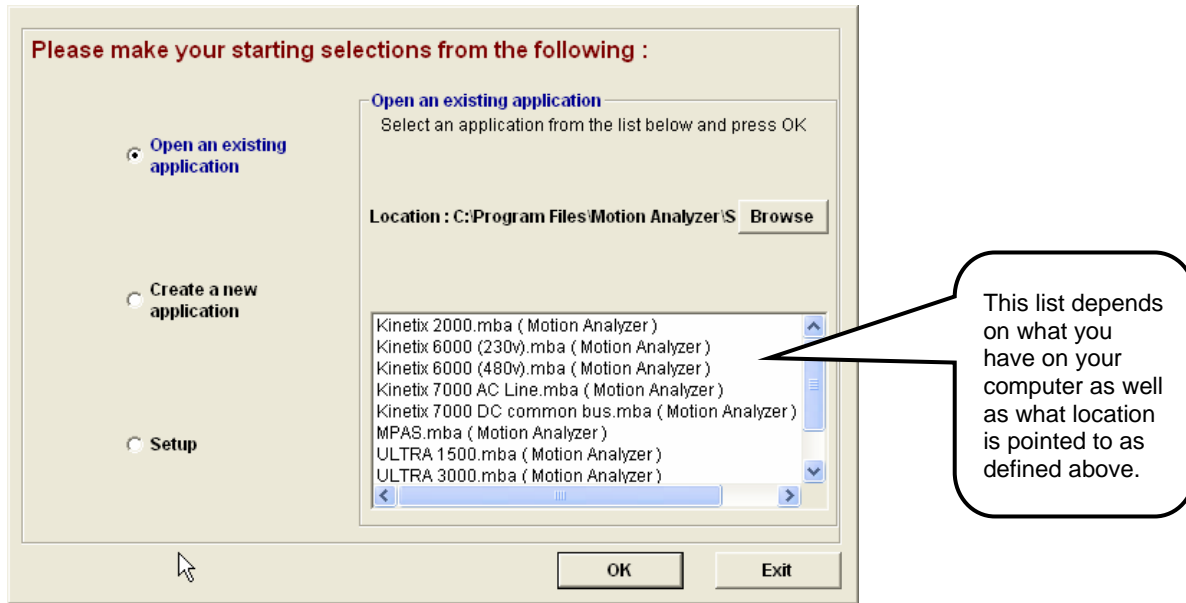 Please make your starting selections from the following :
Open an existing
application
Create a new
application
Setup
Open an existing application
Select an application from the list below and press OK
Location : C:\Program Files\Motion Analyzer\S
Browse
Kinetix 2000.mba ( Motion Analyzer )
Kinetix 6000 (230v).mba ( Motion Analyzer )
Kinetix 6000 (480v).mba ( Motion Analyzer )
Kinetix 7000 AC Line.mba ( Motion Analyzer )
Kinetix 7000 DC common bus.mba ( Motion Analyzer )
MPAS.mba ( Motion Analyzer )
ULTRA 1500.mba ( Motion Analyzer )
ULTRA 3000.mba ( Motion Analyzer )
OK
Exit
This list depends
on what you
have on your
computer as well
as what location
is pointed to as
defined above.